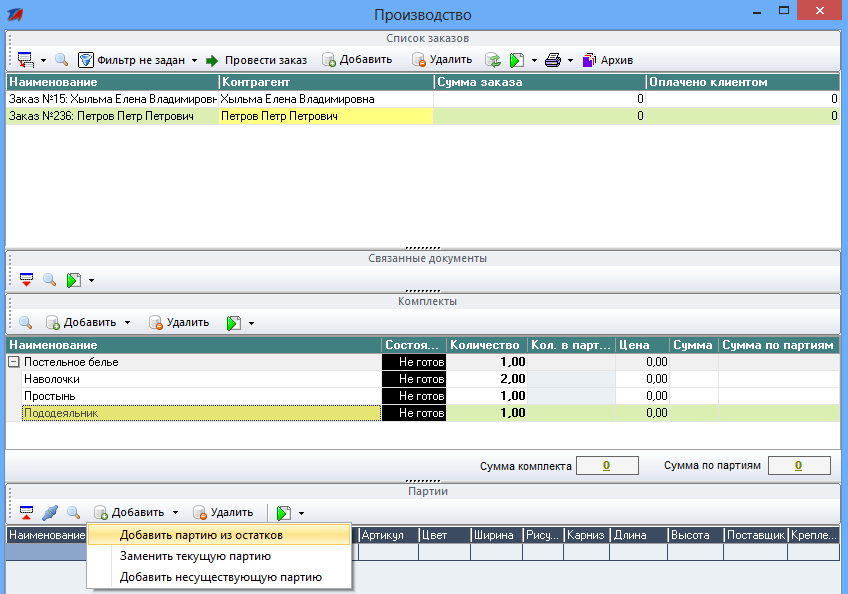 Производство
Список заказов
Фильтр не задан Провести заказ Добавить Удалить Архив
Наименование Контрагент Сумма заказа Оплачено клиентом
Заказ №15: Хыльма Елена Владимировн Хыльма Елена Владимировна 0 0
Заказ №236: Петров Петр Петрович Петров Петр Петрович 0 0
Связанные документы
Комплекты
Добавить Удалить
Наименование Состоя... Количество Кол. в парт... Цена Сумма Сумма по партиям
Постельное белье Не готов 1,00 0,00
Наволочки Не готов 2,00 0,00
Простынь Не готов 1,00 0,00
Пододеяльник Не готов 1,00 0,00
Сумма комплекта 0 Сумма по партиям 0
Партии
Добавить Удалить
Наименование Артикул Цвет Ширина Рису... Карниз Длина Высота Поставщик Крепле...
Добавить партию из остатков
Заменить текущую партию
Добавить несуществующую партию